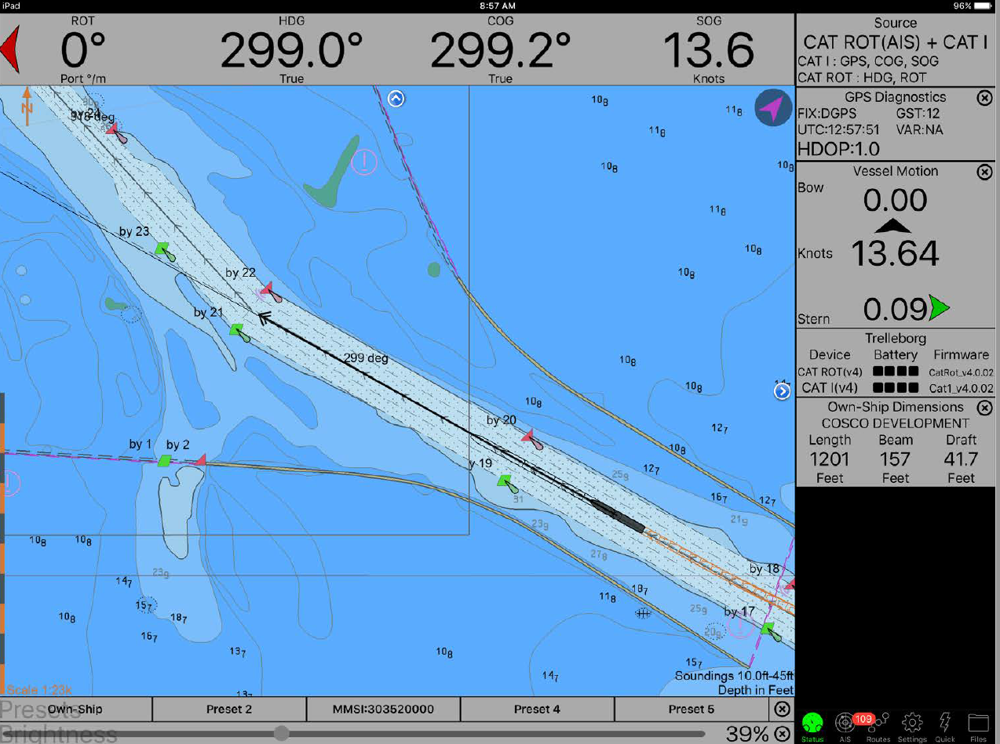 iPad 8:57 AM 96%
ROT HDG COG SOG
0° 299.0° 299.2° 13.6
Port °/m True True Knots
Source
CAT ROT(AIS) + CAT I
CAT I : GPS, COG, SOG
CAT ROT : HDG, ROT
GPS Diagnostics
FIX:DGPS GST:12
UTC:12:57:51 VAR:NA
HDOP:1.0
Vessel Motion
Bow 0.00
Knots 13.64
Stern 0.09
Trelleborg
Device Battery Firmware
CAT ROT(v4) CatRot_v4.0.02
CAT I(v4) Cat1_v4.0.02
Own-Ship Dimensions
COSCO DEVELOPMENT
Length Beam Draft
1201 157 41.7
Feet Feet Feet
N
by 24
318 deg
10₈
11₈
11₈
10₈ 10₈
11₈
by 23
10₈
by 22
10₈
by 21
299 deg
10₈
10₈
10₈
by 20
12₇
by 1 by 2
10₈
y 19
25₉ 12₇
31
16₇ 12₇
23₉
21₉
10₈ 10₈
27₈
23₉
by 18
14₇
18₇
11₈
15₇
25₉ by 17
10₈ 18₇
16₇
20₉
13₇
10₈
15₇
14₇
Soundings 10.0ft-45ft
Scale 1:23k
Depth in Feet
13₇
Presets
Own-Ship Preset 2 MMSI:303520000 Preset 4 Preset 5
Brightness
39%
109
Status AIS Routes Settings Quick Files